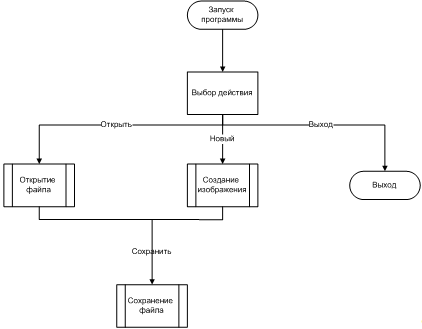 Запуск
программы
Выбор действия
Открыть
Новый
Выход
Открытие
файла
Создание
изображения
Выход
Сохранить
Сохранение
файла